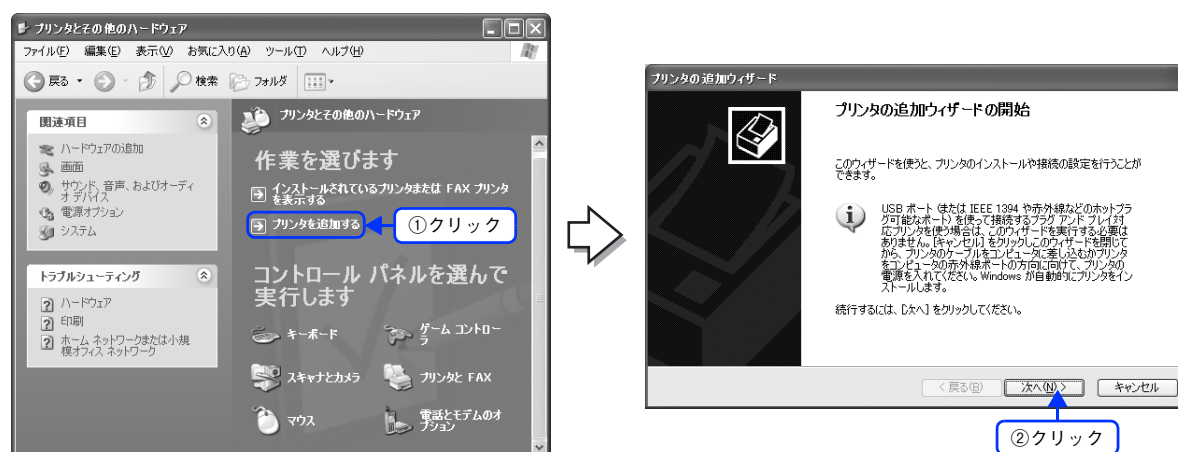 プリンタとその他のハードウェア
ファイル(F) 編集(E) 表示(V) お気に入り(A) ツール(T) ヘルプ(H)
戻る 検索 フォルダ
関連項目
ハードウェアの追加
画面
サウンド、音声、およびオーディ
オ デバイス
電源オプション
システム
トラブルシューティング
ハードウェア
印刷
ホーム ネットワークまたは小規
模オフィス ネットワーク
プリンタとその他のハードウェア
作業を選びます
インストールされているプリンタまたは FAX プリンタ
を表示する
プリンタを追加する
①クリック
コントロール パネルを選んで
実行します
キーボード
ゲーム コントロー
ラ
スキャナとカメラ
プリンタと FAX
マウス
電話とモデムのオ
プション
プリンタの追加ウィザード
プリンタの追加ウィザードの開始
このウィザードを使うと、プリンタのインストールや接続の設定を行うことが
できます。
USB ポート (または IEEE 1394 や赤外線などのホットプラ
グ可能なポート) を使って接続するプラグ アンド プレイ対
応プリンタを使う場合は、このウィザードを実行する必要は
ありません。[キャンセル] をクリックしこのウィザードを閉じて
から、プリンタのケーブルをコンピュータに差し込むかプリンタ
をコンピュータの赤外線ポートの方向に向けて、プリンタの
電源を入れてください。Windows が自動的にプリンタをイン
ストールします。
続行するには、[次へ] をクリックしてください。
< 戻る(B) 次へ(N) > キャンセル
②クリック